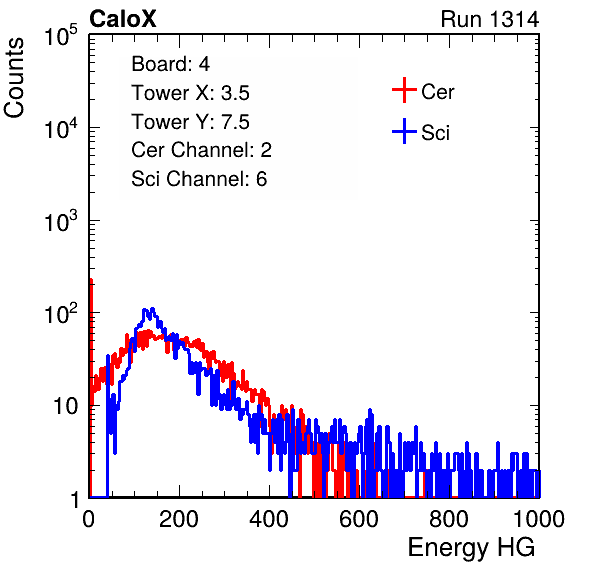 CaloX Run 1314
Counts
10^5
10^4
10^3
10^2
10
1
Board: 4
Tower X: 3.5
Tower Y: 7.5
Cer Channel: 2
Sci Channel: 6
Cer
Sci
0 200 400 600 800 1000
Energy HG